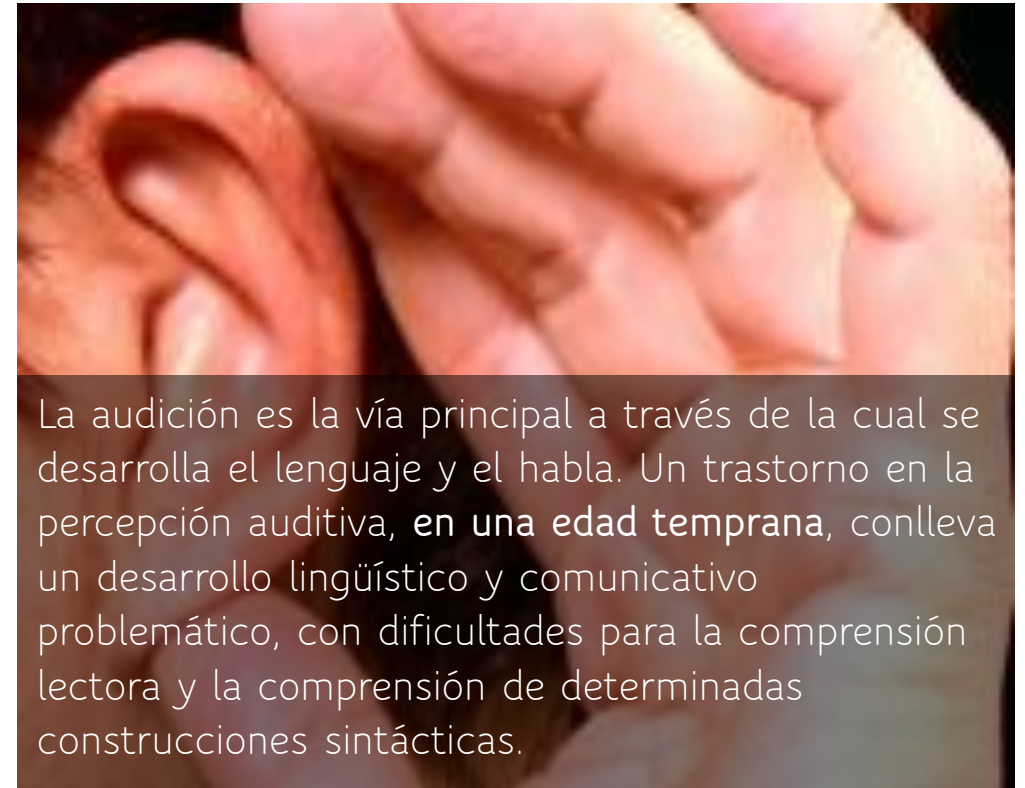 La audición es la vía principal a través de la cual se
desarrolla el lenguaje y el habla. Un trastorno en la
percepción auditiva, en una edad temprana, conlleva
un desarrollo lingüístico y comunicativo
problemático, con dificultades para la comprensión
lectora y la comprensión de determinadas
construcciones sintácticas.